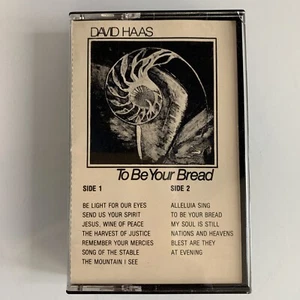 DAVID HAAS
To Be Your Bread
SIDE 1
BE LIGHT FOR OUR EYES
SEND US YOUR SPIRIT
JESUS, WINE OF PEACE
THE HARVEST OF JUSTICE
REMEMBER YOUR MERCIES
SONG OF THE STABLE
THE MOUNTAIN I SEE
SIDE 2
ALLELUIA SING
TO BE YOUR BREAD
MY SOUL IS STILL
NATIONS AND HEAVENS
BLEST ARE THEY
AT EVENING